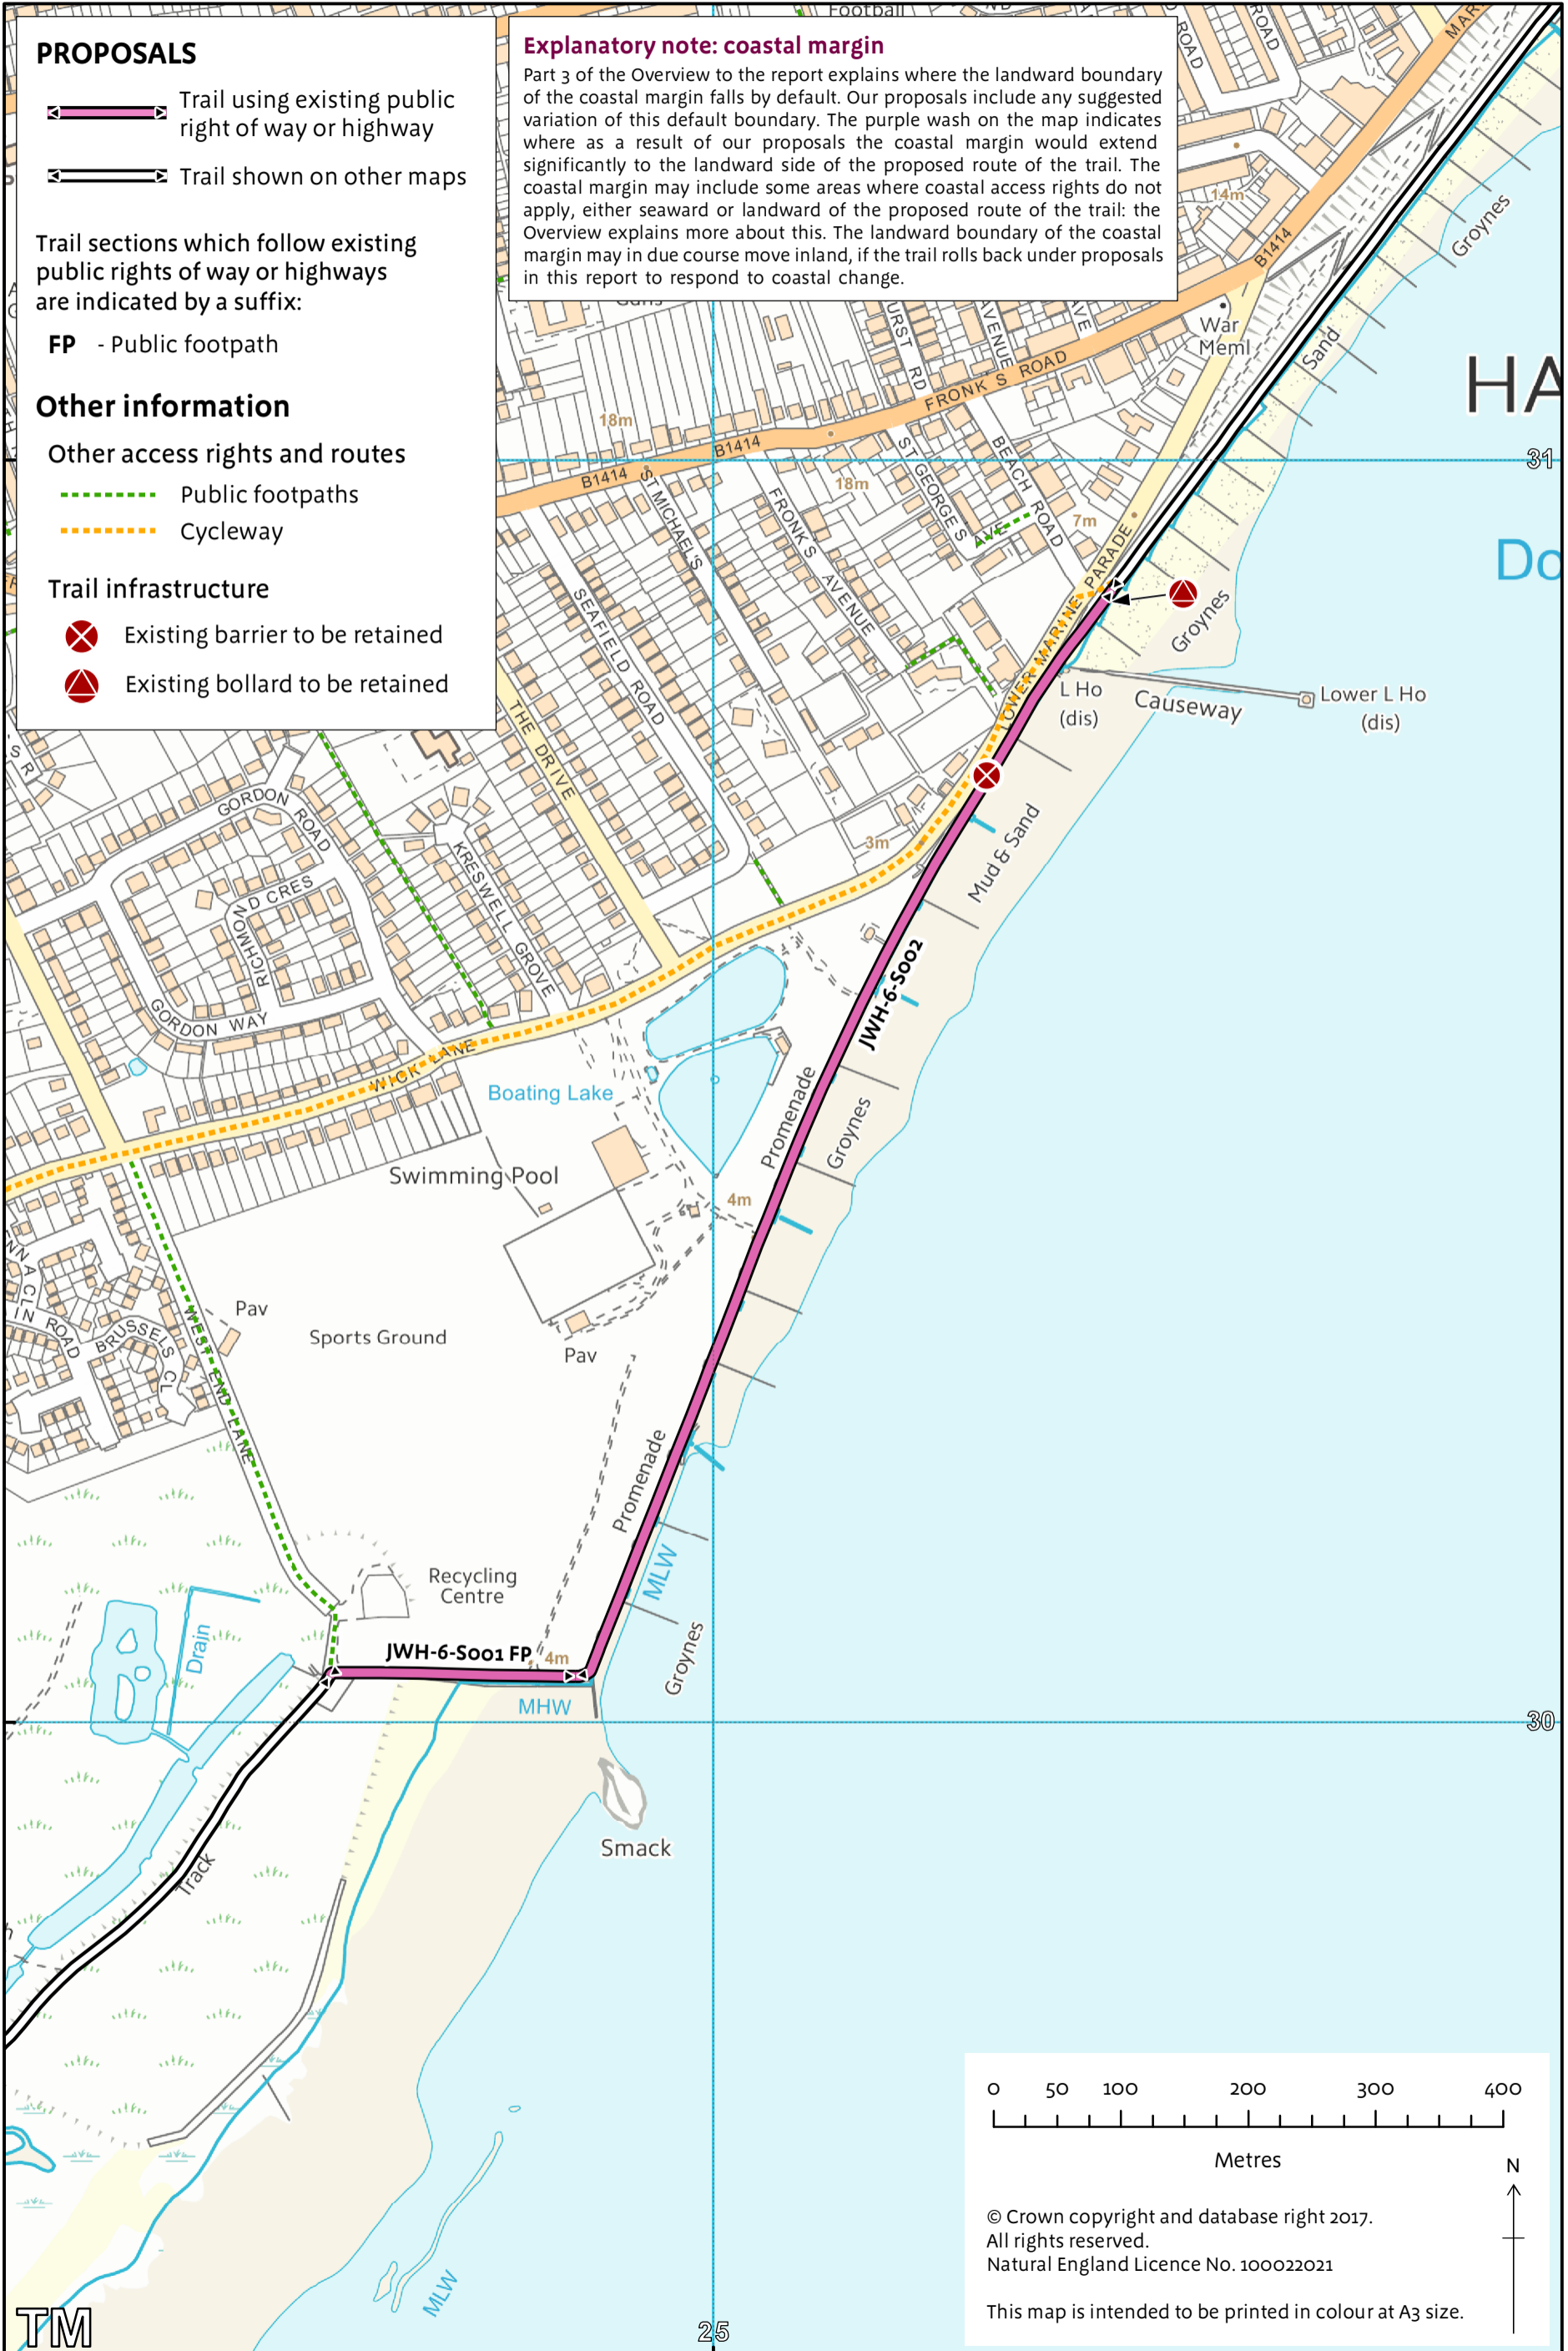 PROPOSALS
Trail using existing public
right of way or highway
Trail shown on other maps
Trail sections which follow existing
public rights of way or highways
are indicated by a suffix:
FP - Public footpath
Other information
Other access rights and routes
Public footpaths
Cycleway
Trail infrastructure
Existing barrier to be retained
Existing bollard to be retained
Explanatory note: coastal margin
Part 3 of the Overview to the report explains where the landward boundary
of the coastal margin falls by default. Our proposals include any suggested
variation of this default boundary. The purple wash on the map indicates
where as a result of our proposals the coastal margin would extend
significantly to the landward side of the proposed route of the trail. The
coastal margin may include some areas where coastal access rights do not
apply, either seaward or landward of the proposed route of the trail: the
Overview explains more about this. The landward boundary of the coastal
margin may in due course move inland, if the trail rolls back under proposals
in this report to respond to coastal change.
Football
ROAD
ROAD
MAR
14m
B1414
Groynes
War
Meml
Sand
HA
URST RD
AVENUE
AVE
FRONK'S ROAD
18m
B1414
B1414
31
18m
ST MICHAEL'S
FRONK'S AVENUE
ST GEORGE'S
AVE
BEACH ROAD
7m
Do
SEAFIELD ROAD
LOWER MARINE PARADE
Groynes
L Ho
(dis)
Causeway
Lower L Ho
(dis)
THE DRIVE
S R
GORDON ROAD
3m
Mud & Sand
KRESWELL GROVE
RICHMOND CRES
GORDON WAY
JWH-6-S002
WICK LANE
Boating Lake
Promenade
Groynes
Swimming Pool
4m
NN A CL
IN ROAD
BRUSSELS CL
Pav
WEST END LANE
Sports Ground
Pav
Promenade
MLW
Recycling
Centre
Drain
JWH-6-S001 FP
4m
Groynes
MHW
30
Smack
Track
MLW
0 50 100 200 300 400
Metres
N
© Crown copyright and database right 2017.
All rights reserved.
Natural England Licence No. 100022021
This map is intended to be printed in colour at A3 size.
TM
25